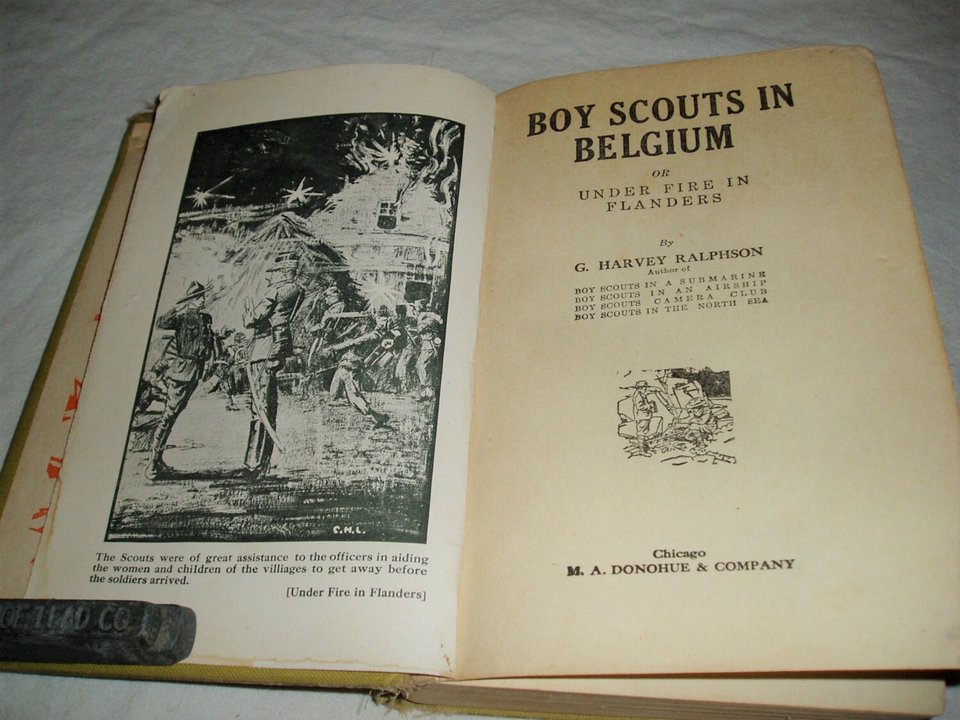 C.H.L.
The Scouts were of great assistance to the officers in aiding
the women and children of the villiages to get away before
the soldiers arrived.
[Under Fire in Flanders]
LEAD CO
BOY SCOUTS IN
BELGIUM
OR
UNDER FIRE IN
FLANDERS
By
G. HARVEY RALPHSON
Author of
BOY SCOUTS IN A SUBMARINE
BOY SCOUTS IN AN AIRSHIP
BOY SCOUTS CAMERA CLUB
BOY SCOUTS IN THE NORTH SEA
Chicago
M. A. DONOHUE & COMPANY